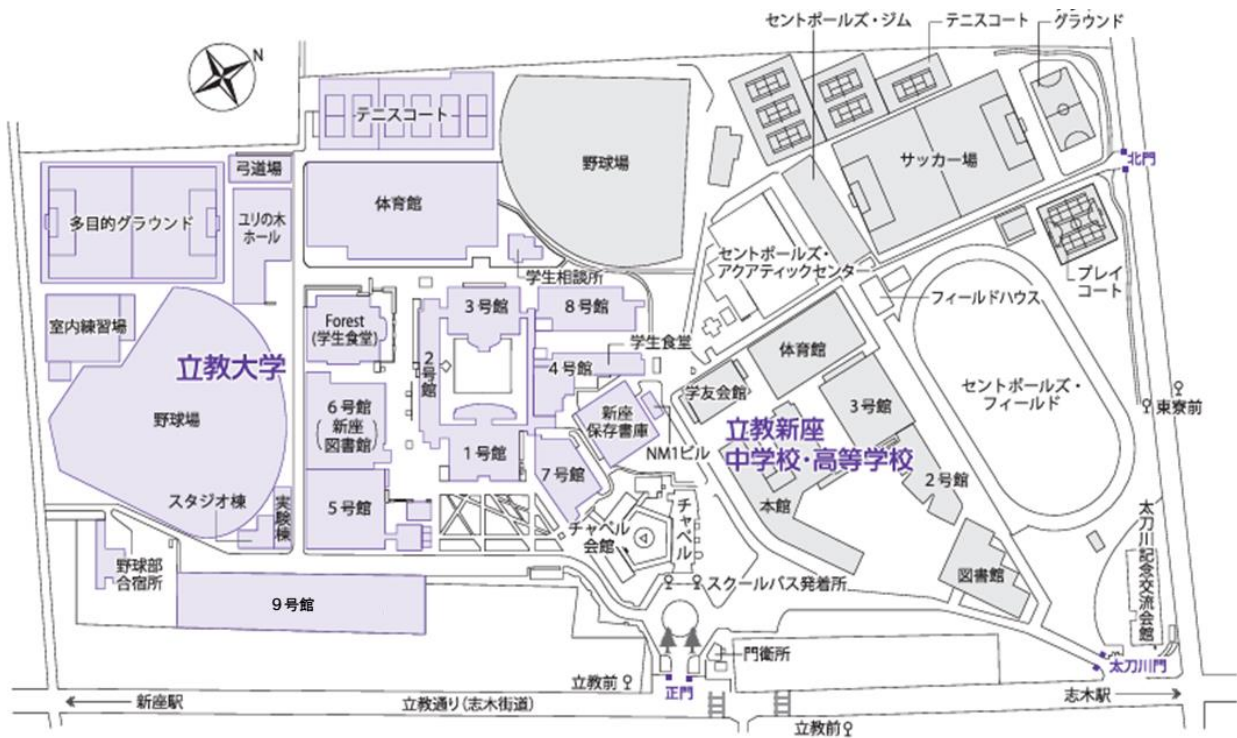 セントポールズ・ジム
テニスコート
グラウンド
N
テニスコート
野球場
サッカー場
北門
弓道場
体育館
多目的グラウンド
ユリの木
ホール
学生相談所
セントポールズ・
アクアティックセンター
プレイ
コート
フィールドハウス
室内練習場
Forest
(学生食堂)
3号館
8号館
学生食堂
2号館
4号館
体育館
立教大学
野球場
6号館
新座
図書館
新座
保存書庫
学友会館
3号館
セントポールズ・
フィールド
東寮前
1号館
NM1ビル
立教新座
中学校・高等学校
7号館
2号館
スタジオ棟
実験棟
5号館
本館
チャペル
会館
チャペル
太刀川記念交流会館
野球部
合宿所
図書館
スクールバス発着所
9号館
門衛所
太刀川門
立教前
正門
新座駅
立教通り(志木街道)
志木駅
立教前